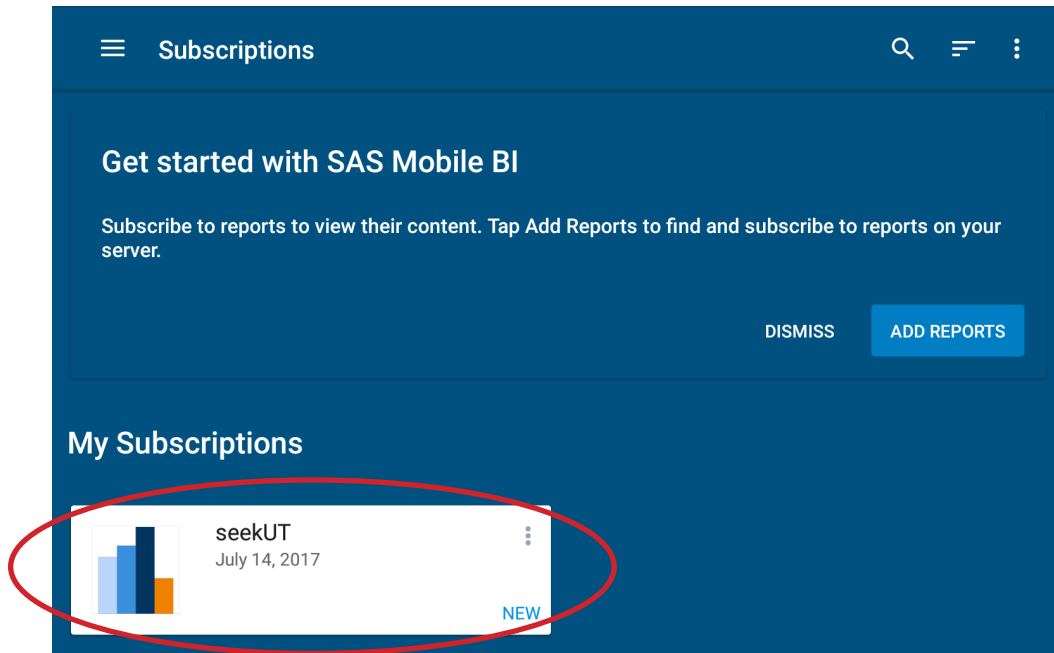 Subscriptions
Get started with SAS Mobile BI
Subscribe to reports to view their content. Tap Add Reports to find and subscribe to reports on your
server.
DISMISS
ADD REPORTS
My Subscriptions
seekUT
July 14, 2017
NEW